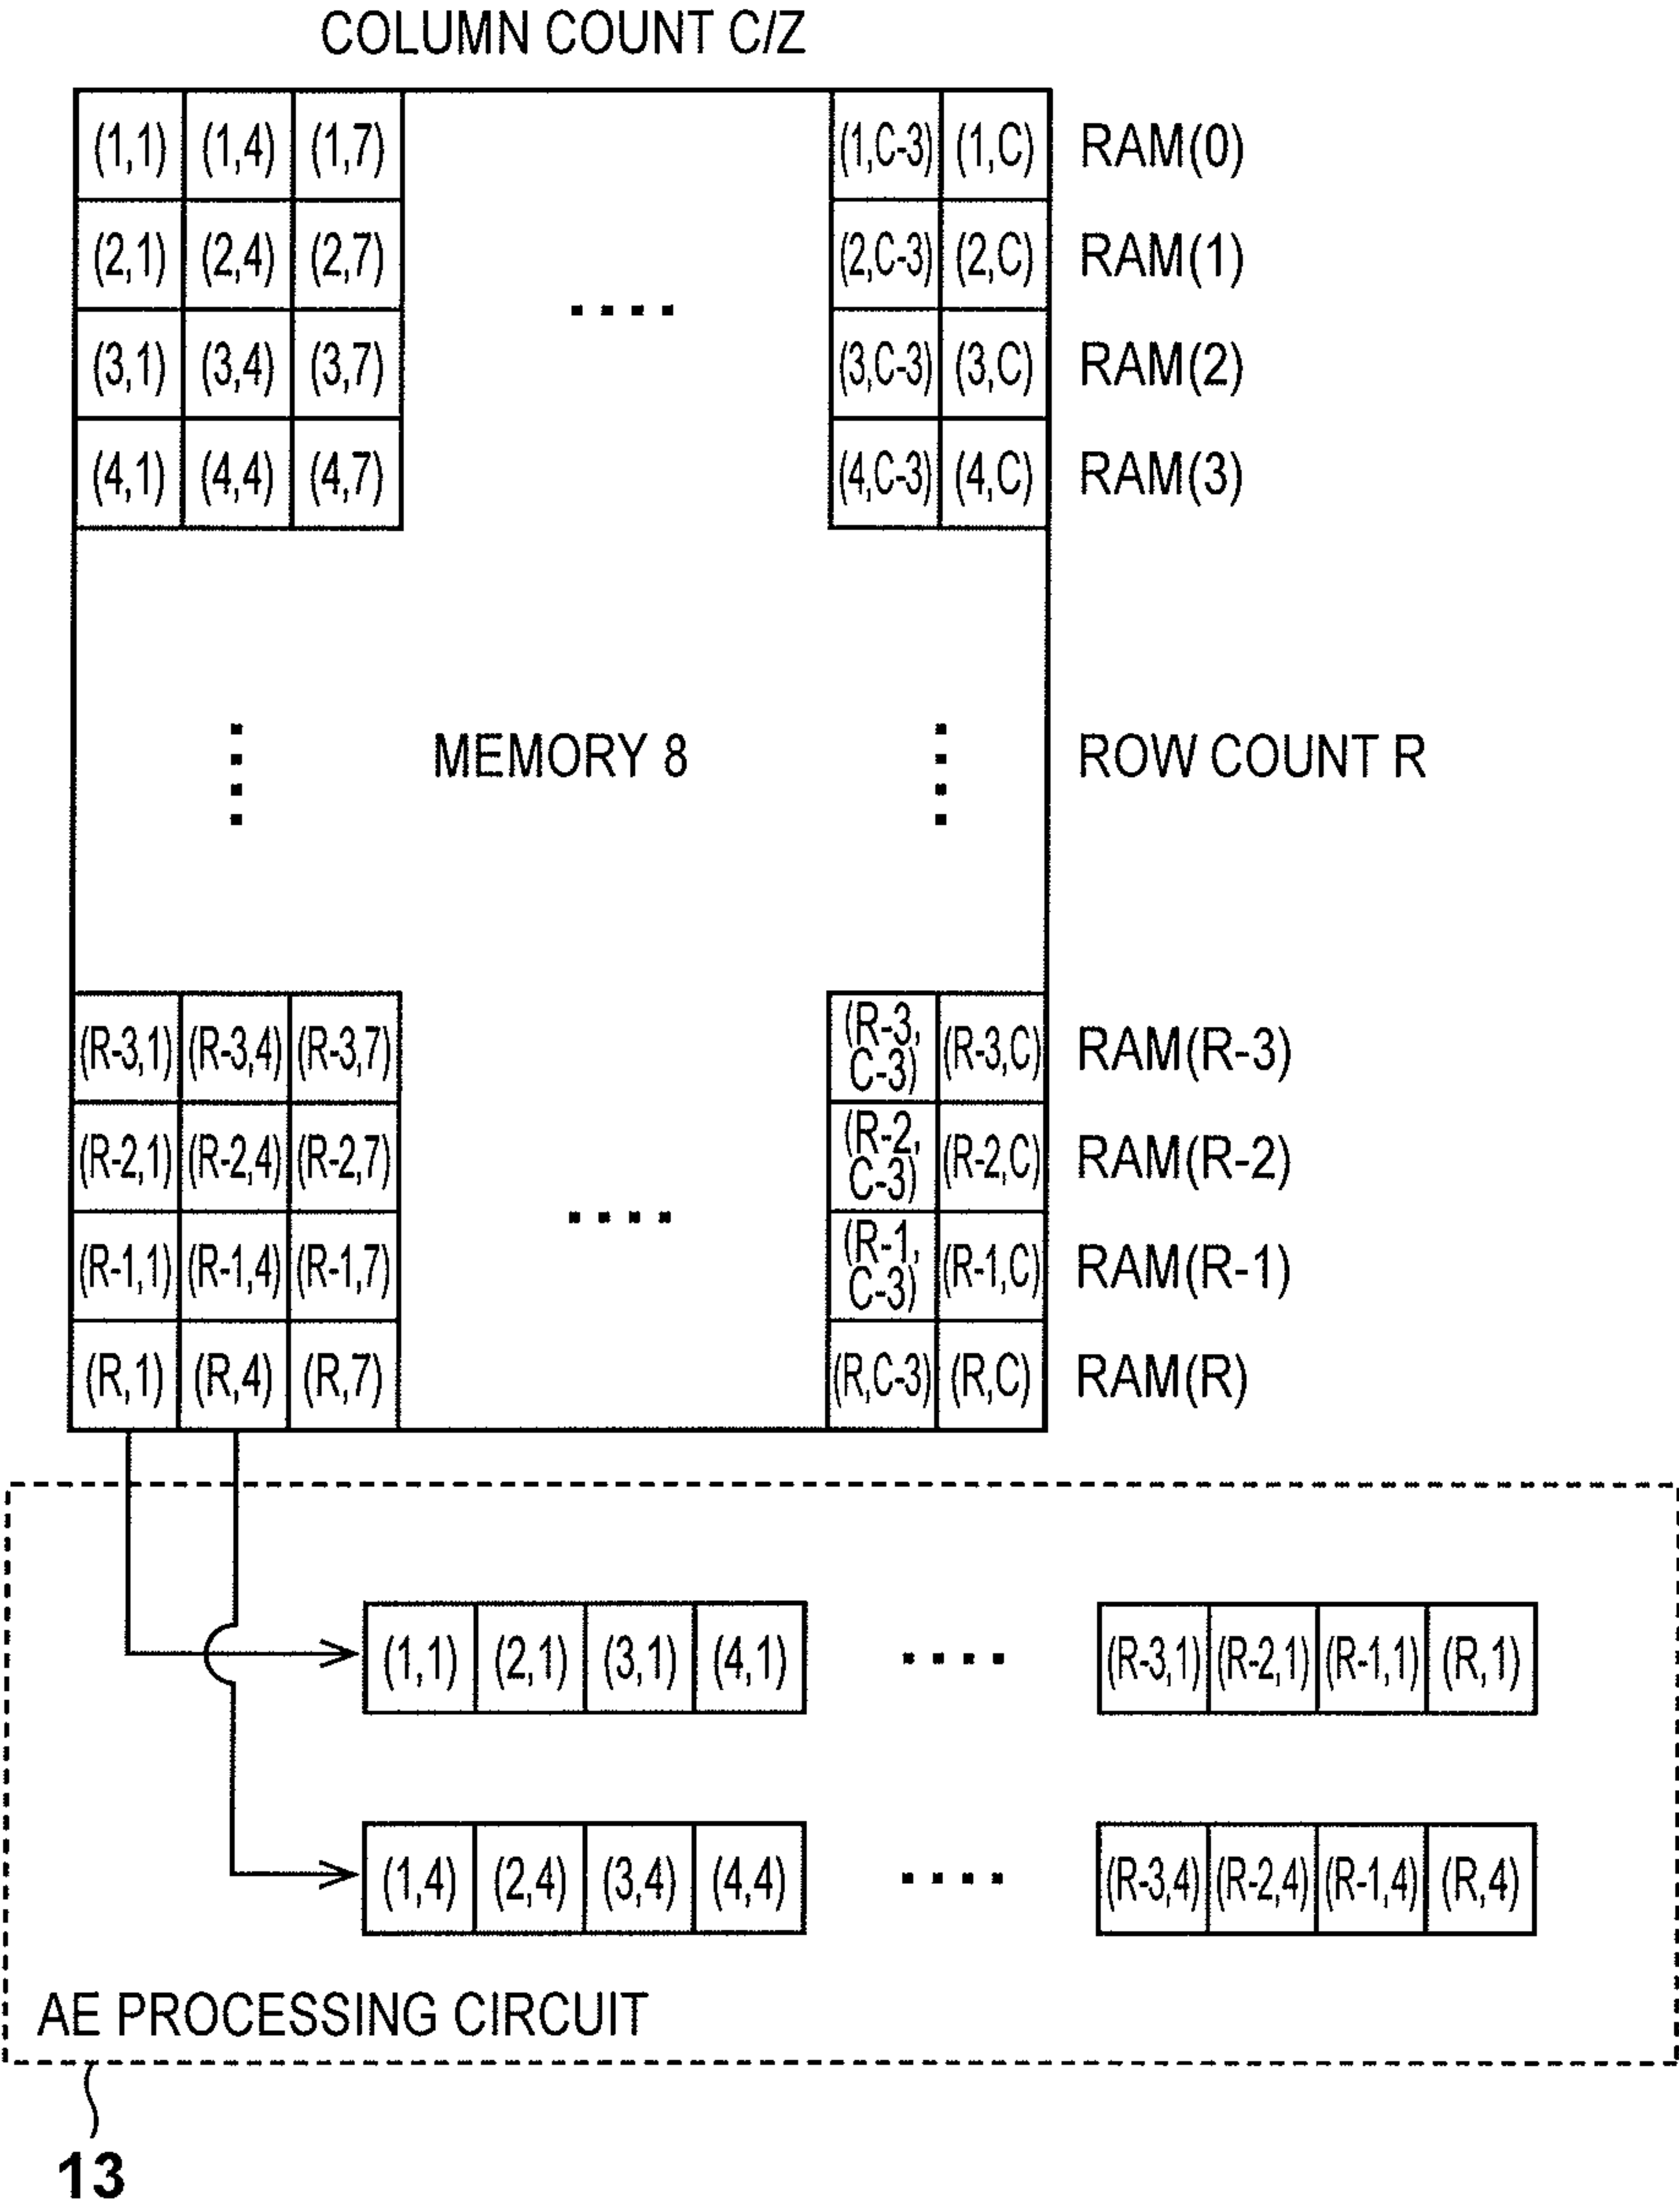 COLUMN COUNT C/Z
(1,1) (1,4) (1,7) (1,C-3) (1,C) RAM(0)
(2,1) (2,4) (2,7) (2,C-3) (2,C) RAM(1)
(3,1) (3,4) (3,7) (3,C-3) (3,C) RAM(2)
(4,1) (4,4) (4,7) (4,C-3) (4,C) RAM(3)
MEMORY 8 ROW COUNT R
(R-3,1) (R-3,4) (R-3,7) (R-3, C-3) (R-3,C) RAM(R-3)
(R-2,1) (R-2,4) (R-2,7) (R-2, C-3) (R-2,C) RAM(R-2)
(R-1,1) (R-1,4) (R-1,7) (R-1, C-3) (R-1,C) RAM(R-1)
(R,1) (R,4) (R,7) (R,C-3) (R,C) RAM(R)
(1,1) (2,1) (3,1) (4,1) (R-3,1) (R-2,1) (R-1,1) (R,1)
(1,4) (2,4) (3,4) (4,4) (R-3,4) (R-2,4) (R-1,4) (R,4)
AE PROCESSING CIRCUIT
13